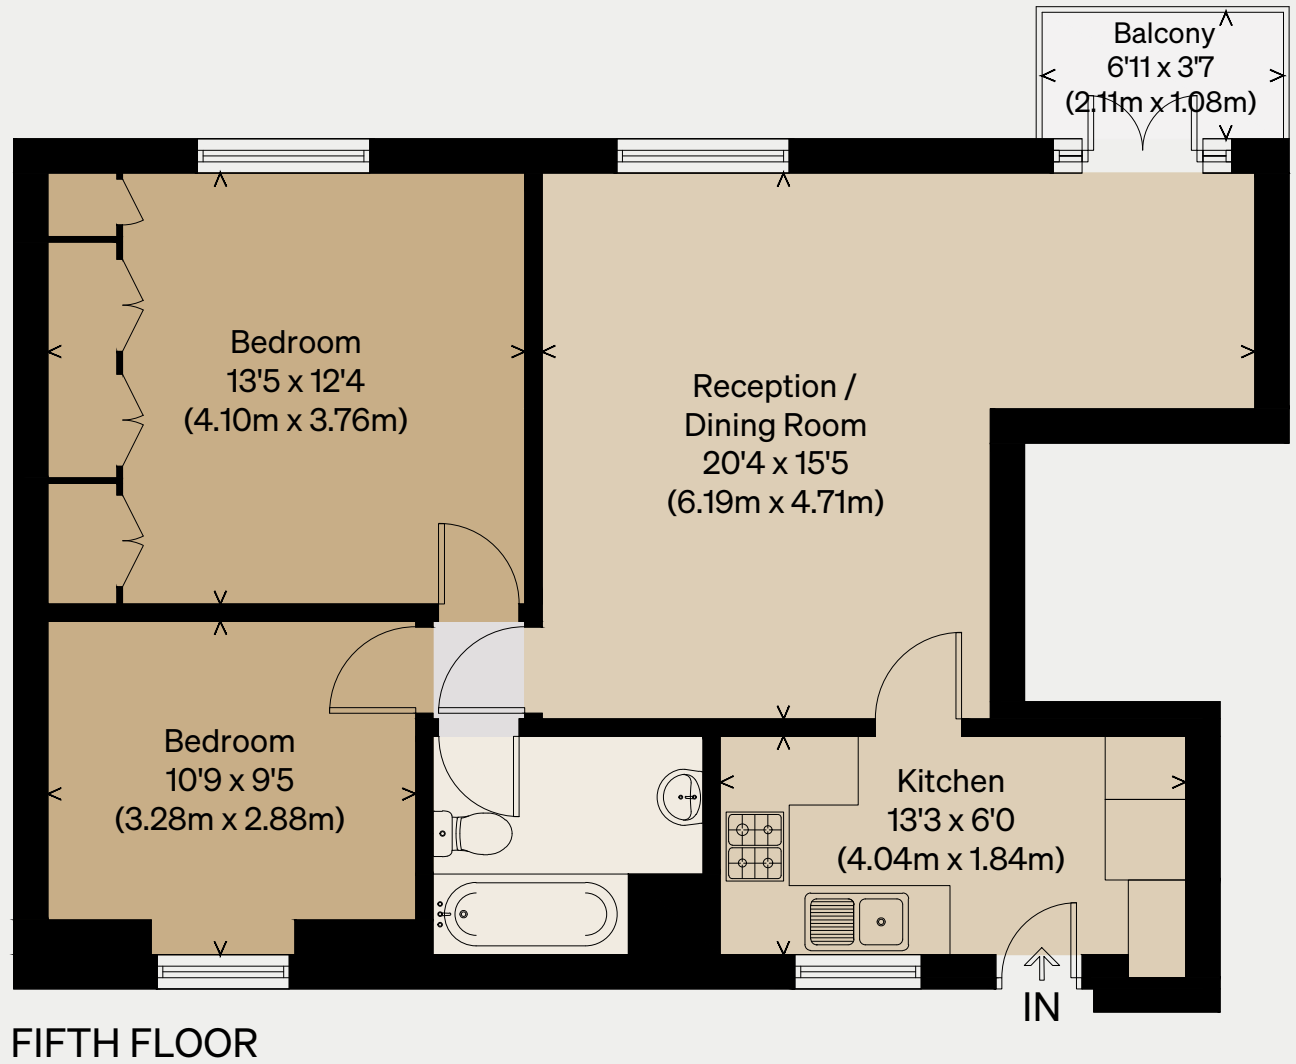 Balcony
6'11 x 3'7
(2.11m x 1.08m)
Bedroom
13'5 x 12'4
(4.10m x 3.76m)
Reception /
Dining Room
20'4 x 15'5
(6.19m x 4.71m)
Bedroom
10'9 x 9'5
(3.28m x 2.88m)
Kitchen
13'3 x 6'0
(4.04m x 1.84m)
IN
FIFTH FLOOR